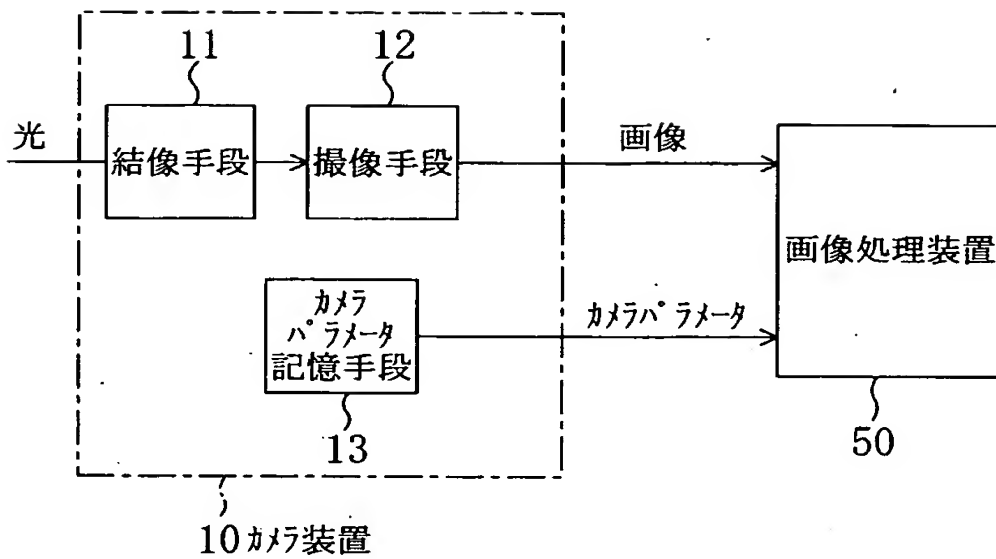 11
12
光
結像手段
撮像手段
画像
画像処理装置
カメラ
パラメータ
記憶手段
カメラパラメータ
13
50
10カメラ装置